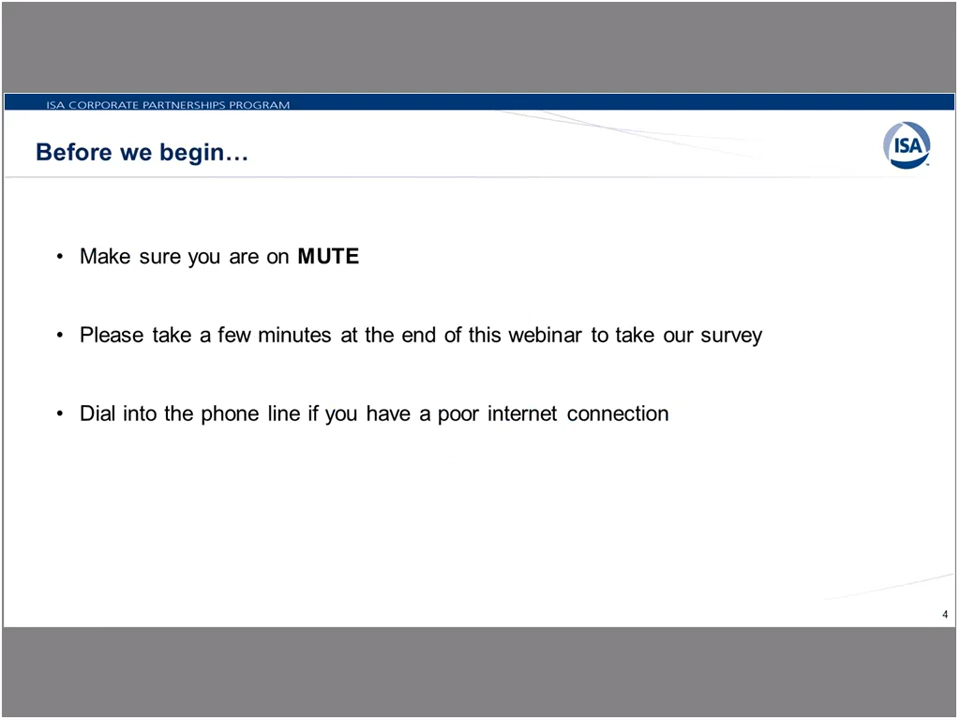 ISA CORPORATE PARTNERSHIPS PROGRAM
Before we begin…
ISA
• Make sure you are on MUTE
• Please take a few minutes at the end of this webinar to take our survey
• Dial into the phone line if you have a poor internet connection
4